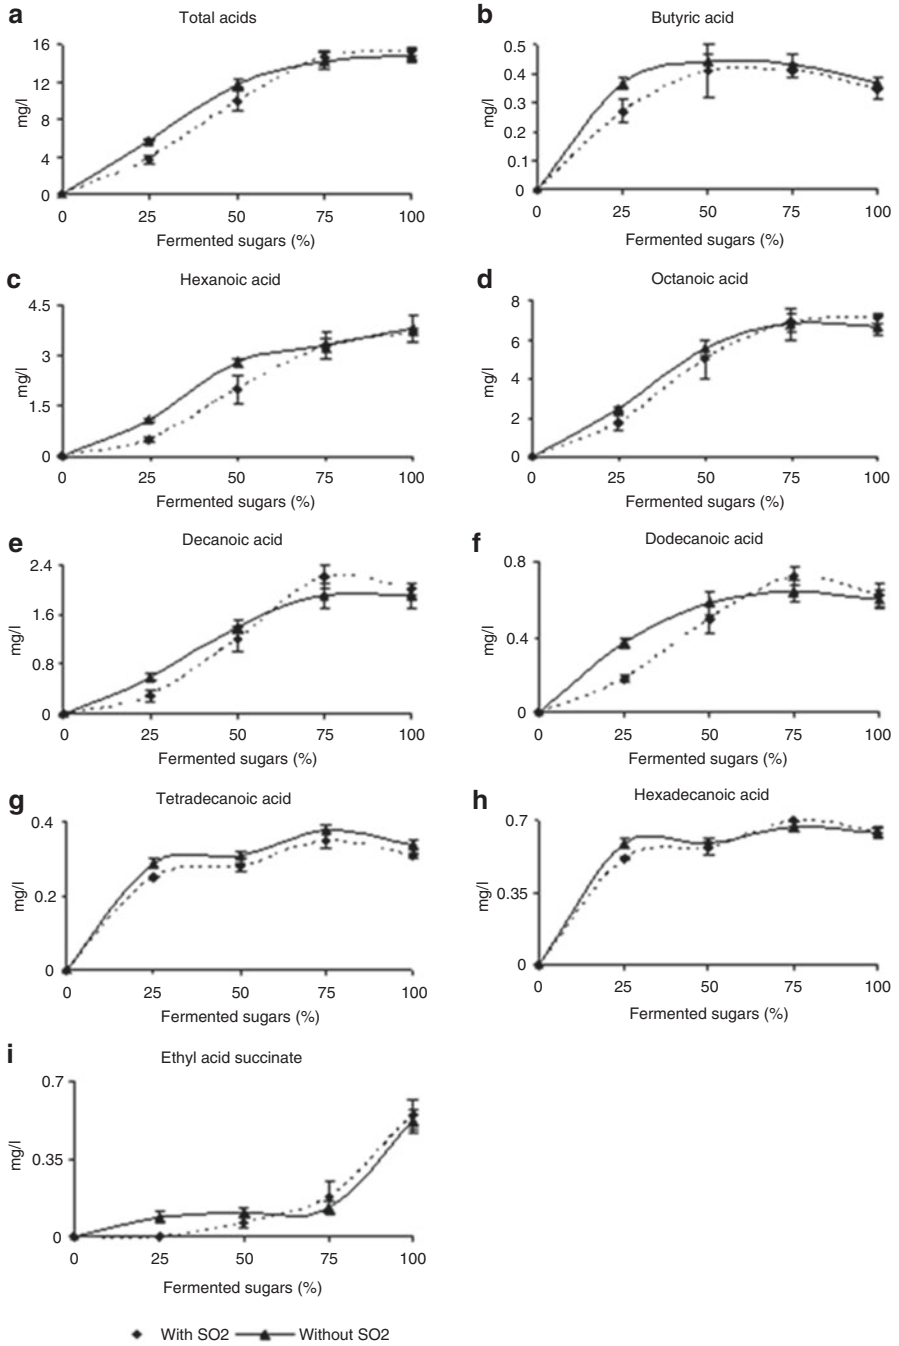 a
Total acids
16
12
8
4
0
mg/l
0 25 50 75 100
Fermented sugars (%)
b
Butyric acid
0.5
0.4
0.3
0.2
0.1
0
mg/l
0 25 50 75 100
Fermented sugars (%)
c
Hexanoic acid
4.5
3
1.5
0
mg/l
0 25 50 75 100
Fermented sugars (%)
d
Octanoic acid
8
6
4
2
0
mg/l
0 25 50 75 100
Fermented sugars (%)
e
Decanoic acid
2.4
1.6
0.8
0
mg/l
0 25 50 75 100
Fermented sugars (%)
f
Dodecanoic acid
0.8
0.4
0
mg/l
0 25 50 75 100
Fermented sugars (%)
g
Tetradecanoic acid
0.4
0.2
0
mg/l
0 25 50 75 100
Fermented sugars (%)
h
Hexadecanoic acid
0.7
0.35
0
mg/l
0 25 50 75 100
Fermented sugars (%)
i
Ethyl acid succinate
0.7
0.35
0
mg/l
0 25 50 75 100
Fermented sugars (%)
With SO2 Without SO2